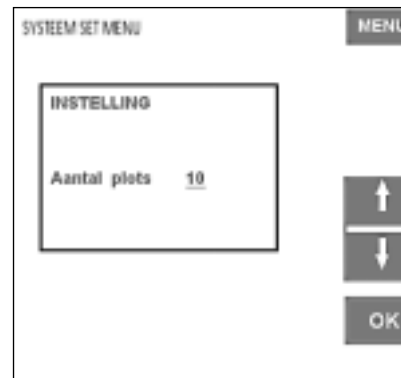 SYSTEEM SET MENU
MENU
INSTELLING
Aantal plots 10
OK